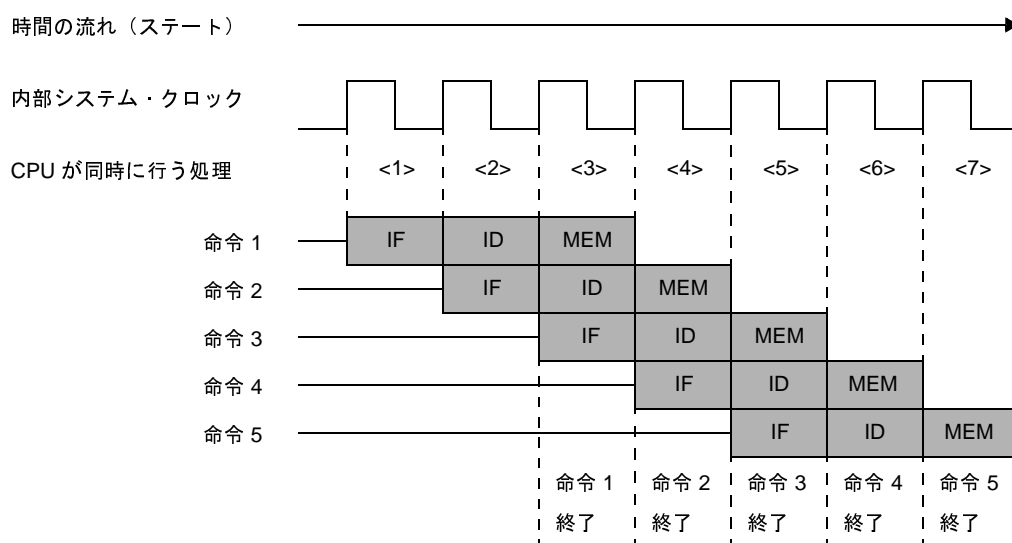 時間の流れ（ステート）
内部システム・クロック
CPU が同時に行う処理 <1> <2> <3> <4> <5> <6> <7>
命令 1 IF ID MEM
命令 2 IF ID MEM
命令 3 IF ID MEM
命令 4 IF ID MEM
命令 5 IF ID MEM
命令 1 命令 2 命令 3 命令 4 命令 5
終了 終了 終了 終了 終了